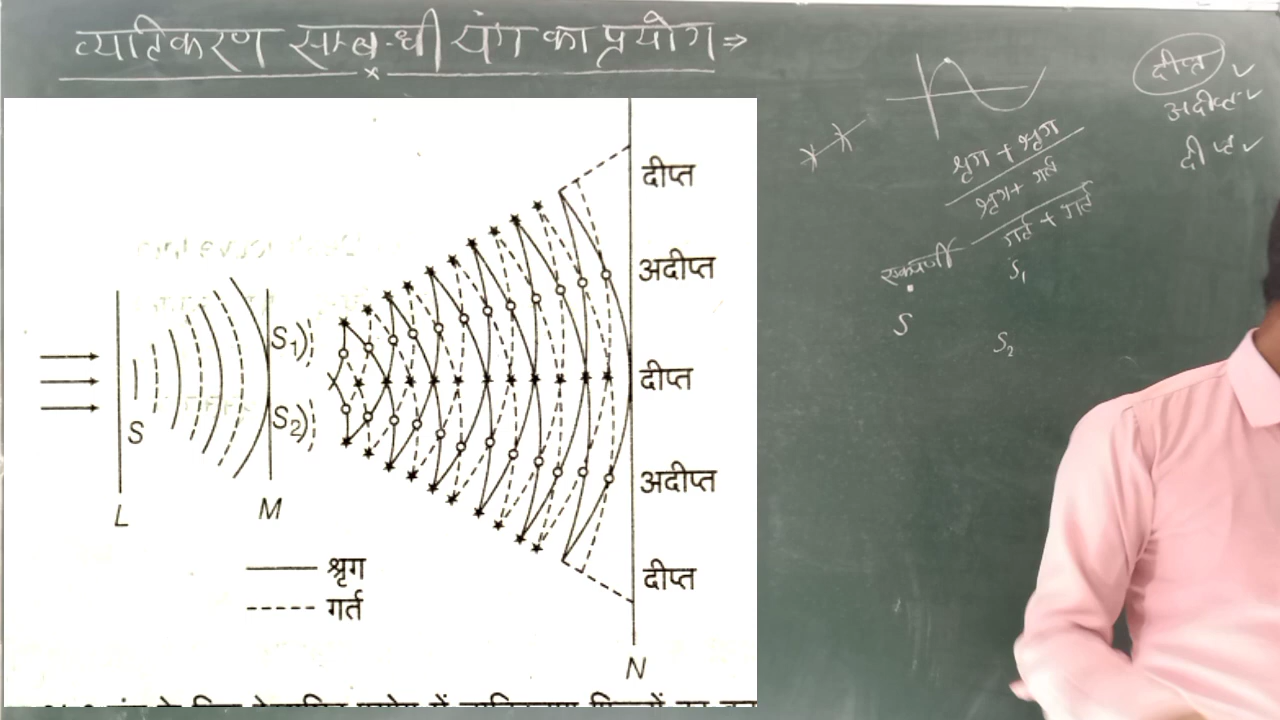 व्यतिकरण सम्बन्धी यंग का प्रयोग ⇒
दीप्त
अदीप्त
दीप्त
अदीप्त
दीप्त
S₁
S₂
S
L
M
श्रृंग
गर्त
N
दीप्त ✓
अदीप्त ✓
दीप्त ✓
श्रृंग + श्रृंग
श्रृंग + गर्त
गर्त + गर्त
S₁
S
S₂